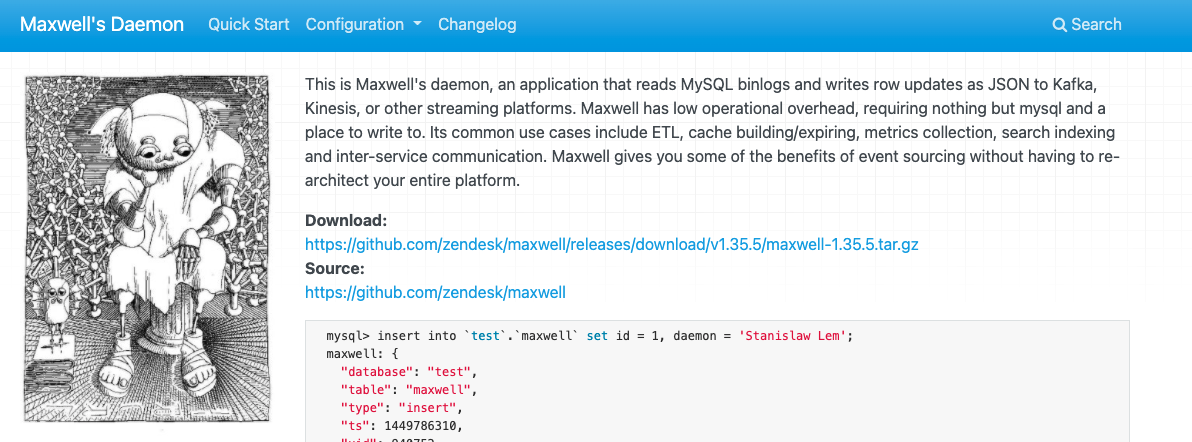 Maxwell's Daemon Quick Start Configuration Changelog Search
This is Maxwell's daemon, an application that reads MySQL binlogs and writes row updates as JSON to Kafka,
Kinesis, or other streaming platforms. Maxwell has low operational overhead, requiring nothing but mysql and a
place to write to. Its common use cases include ETL, cache building/expiring, metrics collection, search indexing
and inter-service communication. Maxwell gives you some of the benefits of event sourcing without having to re-
architect your entire platform.
Download:
https://github.com/zendesk/maxwell/releases/download/v1.35.5/maxwell-1.35.5.tar.gz
Source:
https://github.com/zendesk/maxwell
mysql> insert into `test`.`maxwell` set id = 1, daemon = 'Stanislaw Lem';
maxwell: {
"database": "test",
"table": "maxwell",
"type": "insert",
"ts": 1449786310,